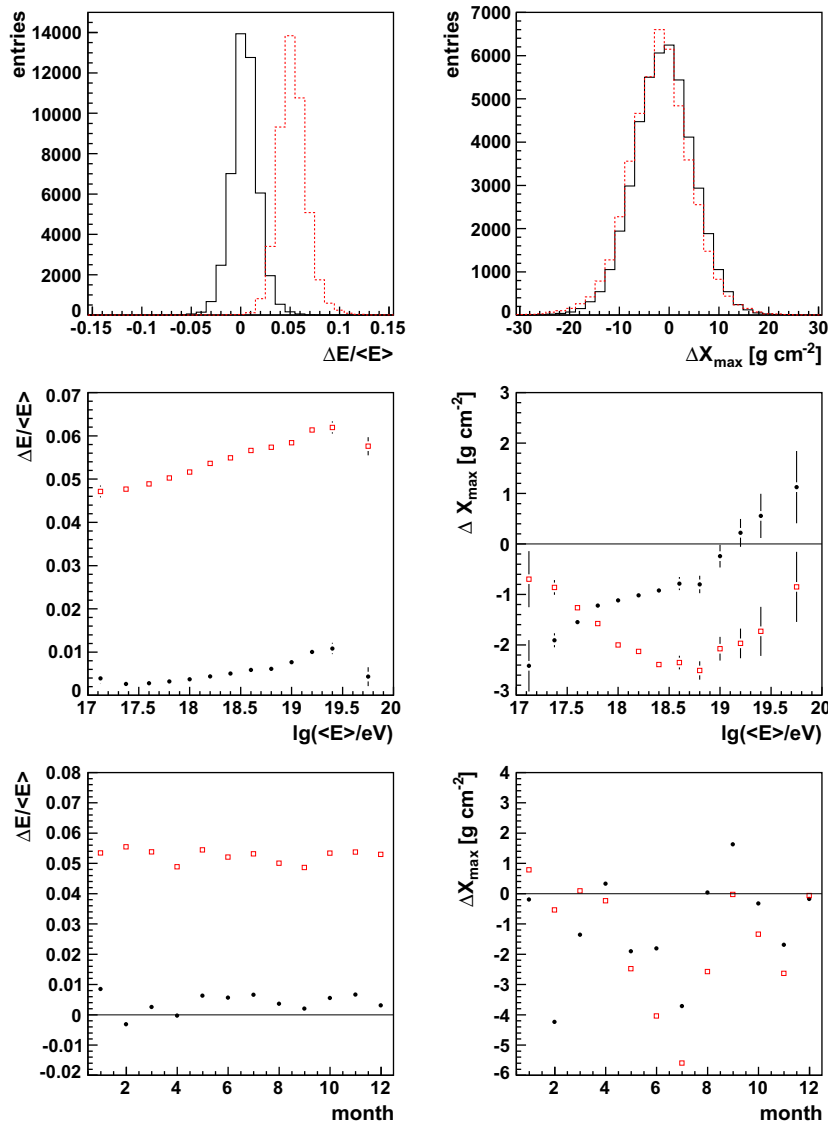 entries
14000
12000
10000
8000
6000
4000
2000
0
-0.15 -0.1 -0.05 0 0.05 0.1 0.15
ΔE/<E>
entries
7000
6000
5000
4000
3000
2000
1000
0
-30 -20 -10 0 10 20 30
ΔX_max [g cm^-2]
ΔE/<E>
0.07
0.06
0.05
0.04
0.03
0.02
0.01
0
17 17.5 18 18.5 19 19.5 20
lg(<E>/eV)
Δ X_max [g cm^-2]
3
2
1
0
-1
-2
-3
17 17.5 18 18.5 19 19.5 20
lg(<E>/eV)
ΔE/<E>
0.08
0.07
0.06
0.05
0.04
0.03
0.02
0.01
0
-0.01
-0.02
2 4 6 8 10 12
month
ΔX_max [g cm^-2]
4
3
2
1
0
-1
-2
-3
-4
-5
-6
2 4 6 8 10 12
month